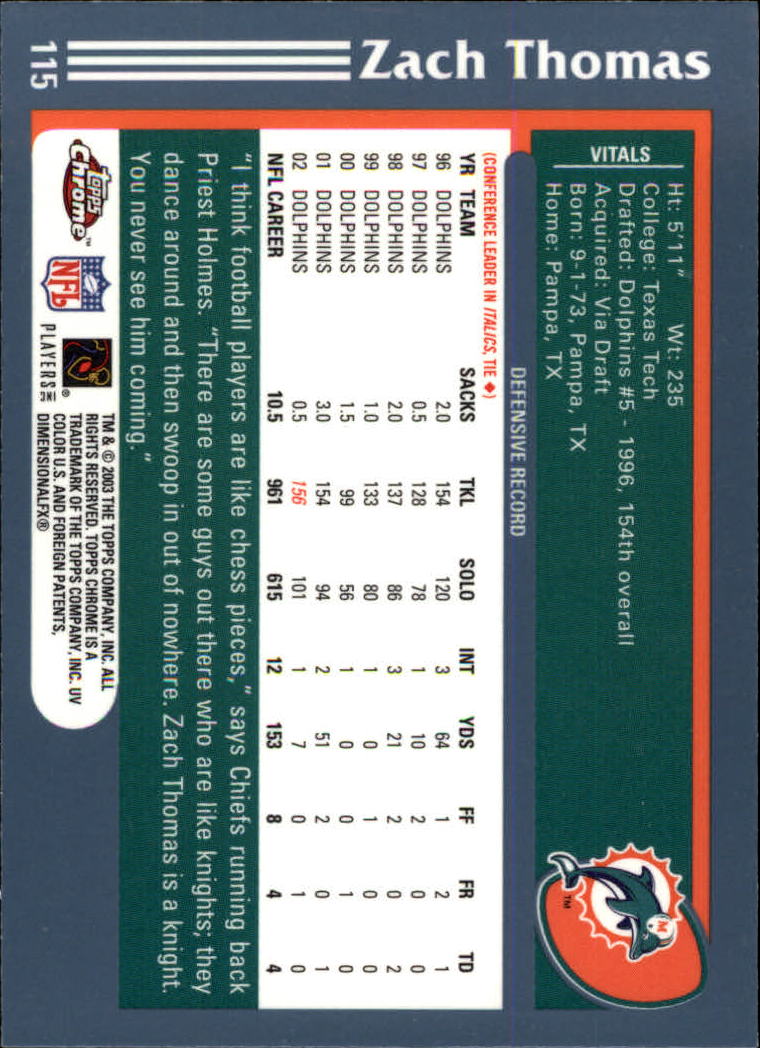 115
Zach Thomas
VITALS
Ht: 5'11" Wt: 235
College: Texas Tech
Drafted: Dolphins #5 - 1996, 154th overall
Acquired: Via Draft
Born: 9-1-73, Pampa, TX
Home: Pampa, TX
TM
DEFENSIVE RECORD
(CONFERENCE LEADER IN ITALICS, TIE ◆)
YR TEAM SACKS TKL SOLO INT YDS FF FR TD
96 DOLPHINS 2.0 154 120 3 64 1 2 1
97 DOLPHINS 0.5 128 78 1 10 2 0 0
98 DOLPHINS 2.0 137 86 3 21 2 0 2
99 DOLPHINS 1.0 133 80 1 0 1 0 0
00 DOLPHINS 1.5 99 56 1 0 0 1 0
01 DOLPHINS 3.0 154 94 2 51 2 0 1
02 DOLPHINS 0.5 156 101 1 7 0 1 0
NFL CAREER 10.5 961 615 12 153 8 4 4
"I think football players are like chess pieces," says Chiefs running back
Priest Holmes. "There are some guys out there who are like knights; they
dance around and then swoop in out of nowhere. Zach Thomas is a knight.
You never see him coming."
Topps
Chrome™
NFL
PLAYERS INC
®
TM & © 2003 THE TOPPS COMPANY, INC. ALL
RIGHTS RESERVED. TOPPS CHROME IS A
TRADEMARK OF THE TOPPS COMPANY, INC. UV
COLOR U.S. AND FOREIGN PATENTS,
DIMENSIONALFX®